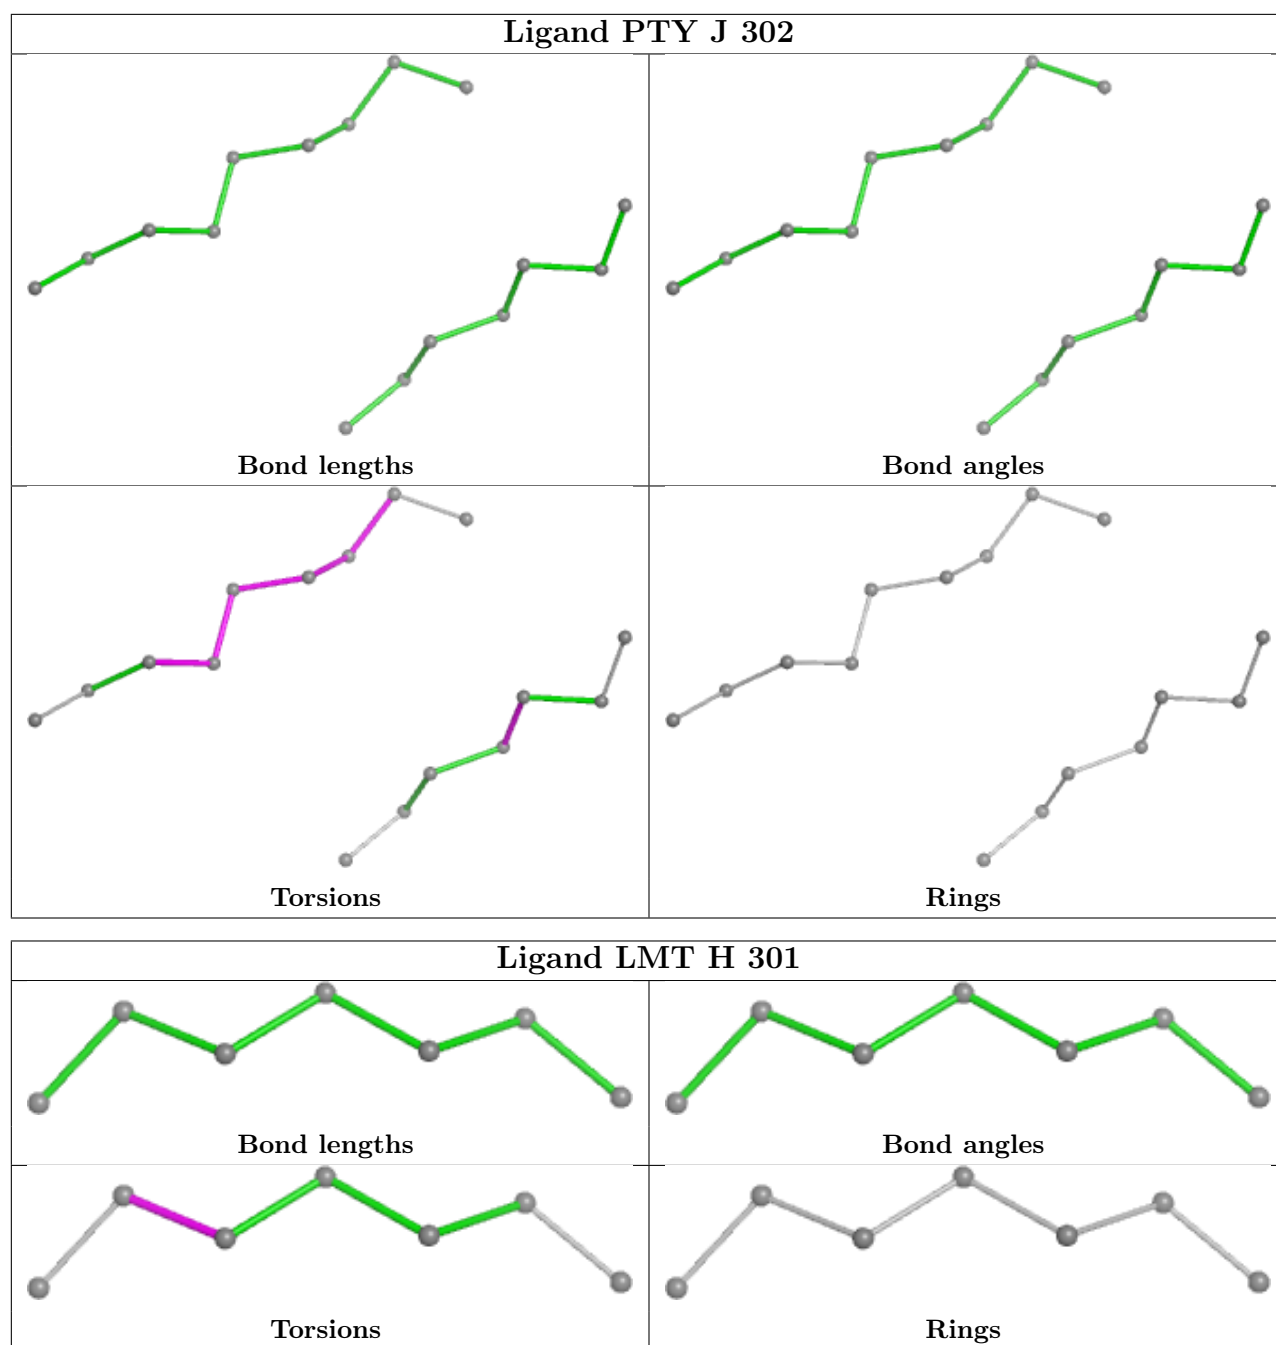 Ligand PTY J 302
Bond lengths
Bond angles
Torsions
Rings
Ligand LMT H 301
Bond lengths
Bond angles
Torsions
Rings